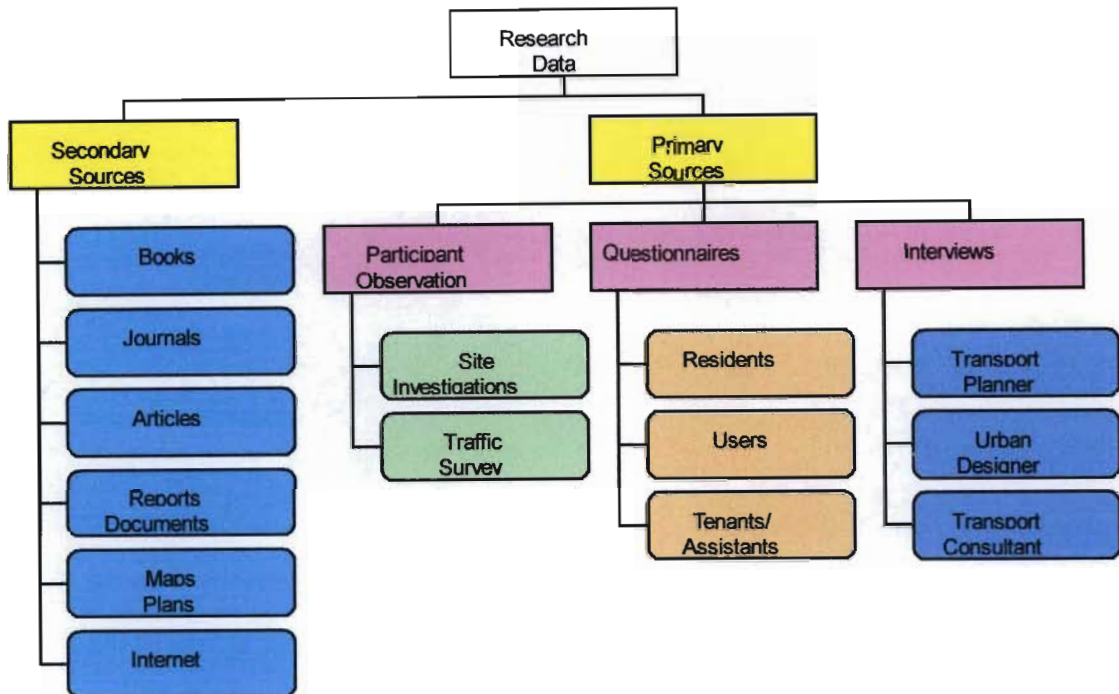 Research
Data
Secondary
Sources
Primary
Sources
Books
Journals
Articles
Reports
Documents
Maps
Plans
Internet
Participant
Observation
Site
Investigations
Traffic
Survey
Questionnaires
Residents
Users
Tenants/
Assistants
Interviews
Transport
Planner
Urban
Designer
Transport
Consultant